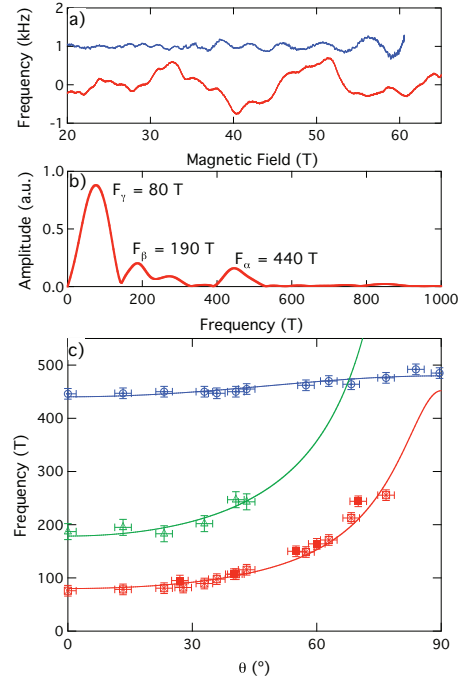 a)
Frequency (kHz)
1
0
-1
20 30 40 50 60
Magnetic Field (T)
b)
Amplitude (a.u.)
1.0
0.5
0.0
Fγ = 80 T
Fβ = 190 T
Fα = 440 T
0 200 400 600 800 1000
Frequency (T)
c)
Frequency (T)
500
400
300
200
100
0
0 30 60 90
θ (°)